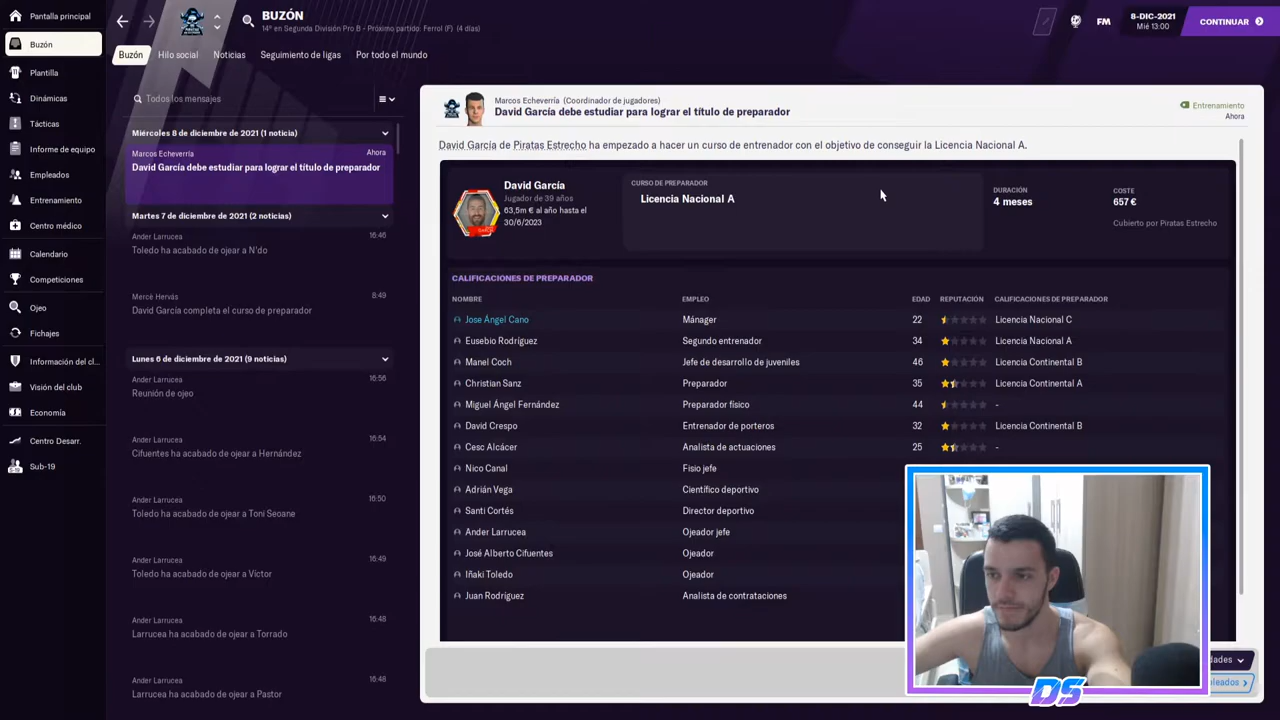 Pantalla principal
Buzón
Plantilla
Dinámicas
Tácticas
Informe de equipo
Empleados
Entrenamiento
Centro médico
Calendario
Competiciones
Ojeo
Fichajes
Información del cl...
Visión del club
Economía
Centro Desarr.
Sub-19
BUZÓN
14º en Segunda División Pro B - Próximo partido: Ferrol (F) (4 días)
FM
8-DIC-2021
Mié 13:00
CONTINUAR
Buzón
Hilo social
Noticias
Seguimiento de ligas
Por todo el mundo
Todos los mensajes
Miércoles 8 de diciembre de 2021 (1 noticia)
Marcos Echeverría Ahora
David García debe estudiar para lograr el título de preparador
Martes 7 de diciembre de 2021 (2 noticias)
Ander Larrucea 16:46
Toledo ha acabado de ojear a N'do
Mercè Hervás 8:49
David García completa el curso de preparador
Lunes 6 de diciembre de 2021 (9 noticias)
Ander Larrucea 16:56
Reunión de ojeo
Ander Larrucea 16:54
Cifuentes ha acabado de ojear a Hernández
Ander Larrucea 16:50
Toledo ha acabado de ojear a Toni Seoane
Ander Larrucea 16:49
Toledo ha acabado de ojear a Víctor
Ander Larrucea 16:48
Larrucea ha acabado de ojear a Torrado
Ander Larrucea 16:48
Larrucea ha acabado de ojear a Pastor
Marcos Echeverría (Coordinador de jugadores)
David García debe estudiar para lograr el título de preparador
Entrenamiento
Ahora
David García de Piratas Estrecho ha empezado a hacer un curso de entrenador con el objetivo de conseguir la Licencia Nacional A.
David García
Jugador de 39 años
63,5m € al año hasta el
30/6/2023
CURSO DE PREPARADOR
Licencia Nacional A
DURACIÓN
4 meses
COSTE
657 €
Cubierto por Piratas Estrecho
CALIFICACIONES DE PREPARADOR
NOMBRE EMPLEO EDAD REPUTACIÓN CALIFICACIONES DE PREPARADOR
Jose Ángel Cano Mánager 22 Licencia Nacional C
Eusebio Rodríguez Segundo entrenador 34 Licencia Nacional A
Manel Coch Jefe de desarrollo de juveniles 46 Licencia Continental B
Christian Sanz Preparador 35 Licencia Continental A
Miguel Ángel Fernández Preparador físico 44 -
David Crespo Entrenador de porteros 32 Licencia Continental B
Cesc Alcácer Analista de actuaciones 25 -
Nico Canal Fisio jefe
Adrián Vega Científico deportivo
Santi Cortés Director deportivo
Ander Larrucea Ojeador jefe
José Alberto Cifuentes Ojeador
Iñaki Toledo Ojeador
Juan Rodríguez Analista de contrataciones
dades
pleados
DS